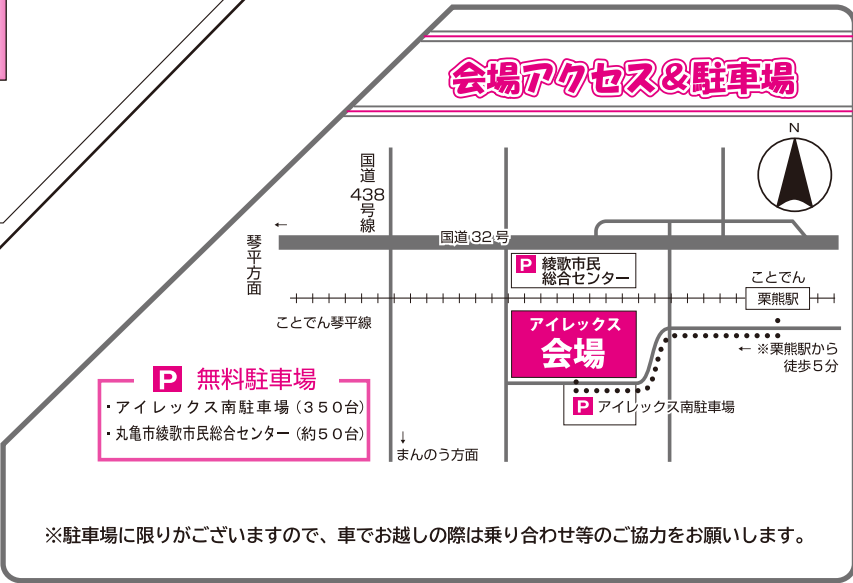 会場アクセス&駐車場
N
国道438号線
国道32号
←
琴平方面
P 綾歌市民
総合センター
ことでん
栗熊駅
ことでん琴平線
アイレックス
会場
← ※栗熊駅から
徒歩5分
P アイレックス南駐車場
P 無料駐車場
・アイレックス南駐車場(350台)
・丸亀市綾歌市民総合センター(約50台)
↓
まんのう方面
※駐車場に限りがございますので、車でお越しの際は乗り合わせ等のご協力をお願いします。